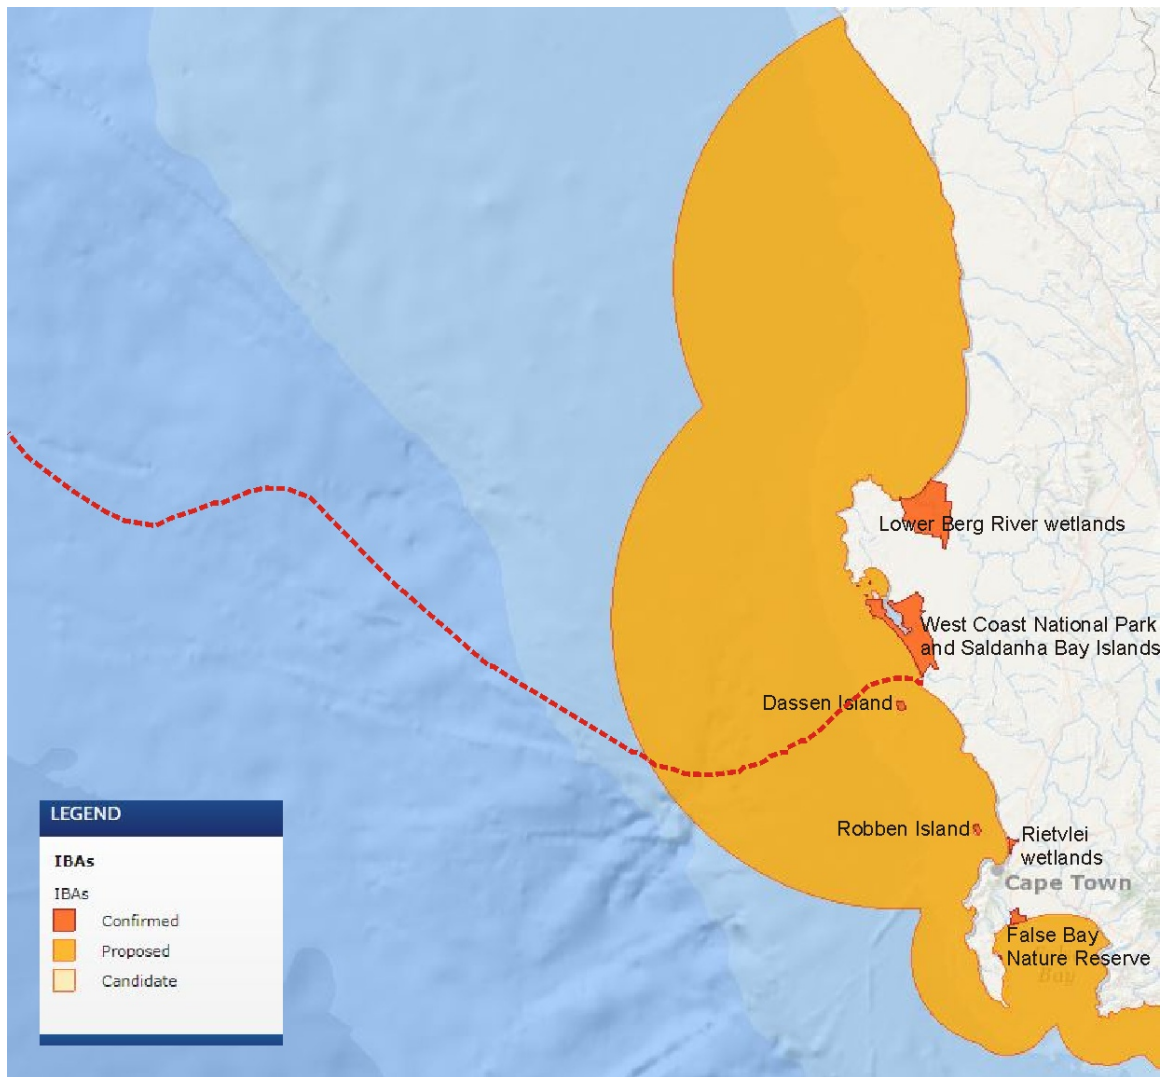 Lower Berg River wetlands
West Coast National Park
and Saldanha Bay Islands
Dassen Island
Robben Island
Rietvlei
wetlands
Cape Town
False Bay
Nature Reserve
Bay
LEGEND
IBAs
IBAs
Confirmed
Proposed
Candidate